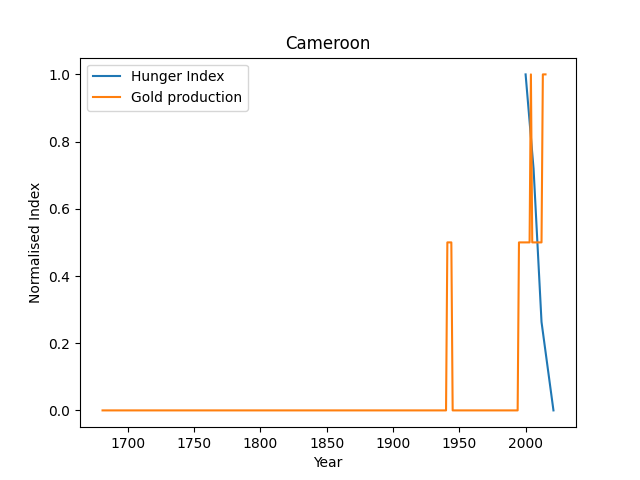 Cameroon
Hunger Index
Gold production
1.0
0.8
0.6
0.4
0.2
0.0
Normalised Index
1700 1750 1800 1850 1900 1950 2000
Year